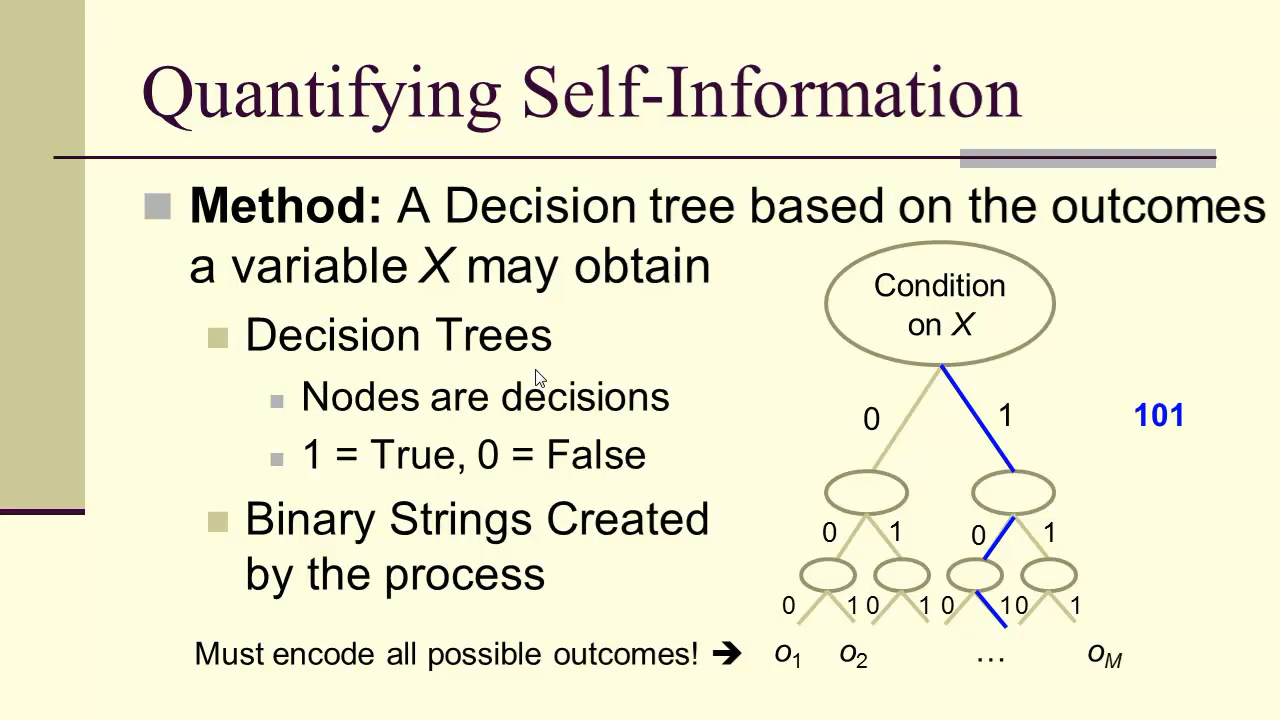 Quantifying Self-Information
Method: A Decision tree based on the outcomes
a variable X may obtain
Condition
on X
Decision Trees
Nodes are decisions
1 = True, 0 = False
0 1 101
Binary Strings Created
by the process
0 1 0 1
0 1 0 1 0 1 0 1
Must encode all possible outcomes! ➔ o1 o2 … oM